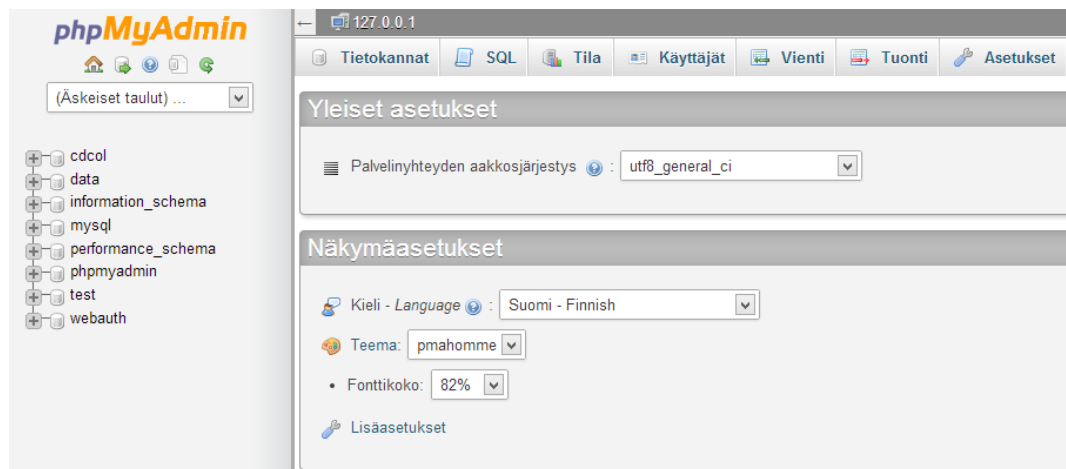 phpMyAdmin
(Äskeiset taulut) ...
cdcol
data
information_schema
mysql
performance_schema
phpmyadmin
test
webauth
127.0.0.1
Tietokannat SQL Tila Käyttäjät Vienti Tuonti Asetukset
Yleiset asetukset
Palvelinyhteyden aakkosjärjestys : utf8_general_ci
Näkymäasetukset
Kieli - Language : Suomi - Finnish
Teema: pmahomme
• Fonttikoko: 82%
Lisäasetukset